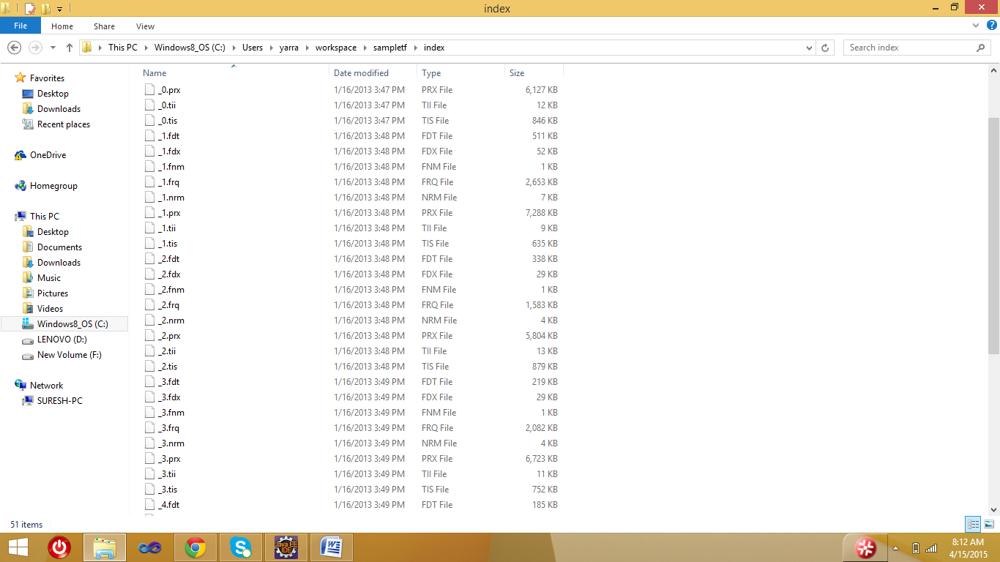 index
File Home Share View
This PC Windows8_OS (C:) Users yarra workspace sampletf index Search index
Favorites
Desktop
Downloads
Recent places
OneDrive
Homegroup
This PC
Desktop
Documents
Downloads
Music
Pictures
Videos
Windows8_OS (C:)
LENOVO (D:)
New Volume (F:)
Network
SURESH-PC
Name Date modified Type Size
_0.prx 1/16/2013 3:47 PM PRX File 6,127 KB
_0.tii 1/16/2013 3:47 PM TII File 12 KB
_0.tis 1/16/2013 3:47 PM TIS File 846 KB
_1.fdt 1/16/2013 3:48 PM FDT File 511 KB
_1.fdx 1/16/2013 3:48 PM FDX File 52 KB
_1.fnm 1/16/2013 3:48 PM FNM File 1 KB
_1.frq 1/16/2013 3:48 PM FRQ File 2,653 KB
_1.nrm 1/16/2013 3:48 PM NRM File 7 KB
_1.prx 1/16/2013 3:48 PM PRX File 7,288 KB
_1.tii 1/16/2013 3:48 PM TII File 9 KB
_1.tis 1/16/2013 3:48 PM TIS File 635 KB
_2.fdt 1/16/2013 3:48 PM FDT File 338 KB
_2.fdx 1/16/2013 3:48 PM FDX File 29 KB
_2.fnm 1/16/2013 3:48 PM FNM File 1 KB
_2.frq 1/16/2013 3:48 PM FRQ File 1,583 KB
_2.nrm 1/16/2013 3:48 PM NRM File 4 KB
_2.prx 1/16/2013 3:48 PM PRX File 5,804 KB
_2.tii 1/16/2013 3:48 PM TII File 13 KB
_2.tis 1/16/2013 3:48 PM TIS File 879 KB
_3.fdt 1/16/2013 3:49 PM FDT File 219 KB
_3.fdx 1/16/2013 3:49 PM FDX File 29 KB
_3.fnm 1/16/2013 3:49 PM FNM File 1 KB
_3.frq 1/16/2013 3:49 PM FRQ File 2,082 KB
_3.nrm 1/16/2013 3:49 PM NRM File 4 KB
_3.prx 1/16/2013 3:49 PM PRX File 6,723 KB
_3.tii 1/16/2013 3:49 PM TII File 11 KB
_3.tis 1/16/2013 3:49 PM TIS File 752 KB
_4.fdt 1/16/2013 3:49 PM FDT File 185 KB
51 items
Java EE
IDE
8:12 AM
4/15/2015